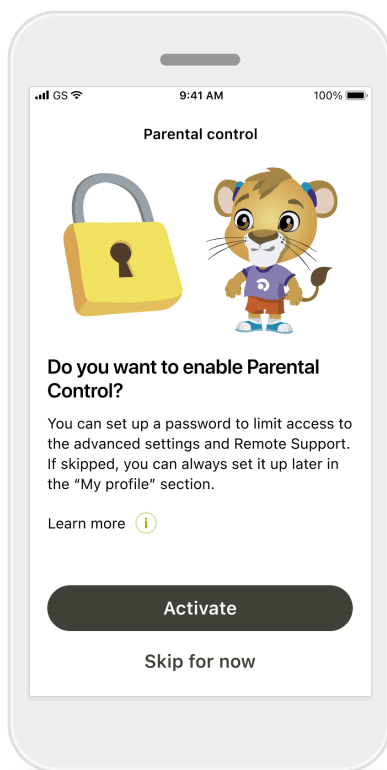 GS 9:41 AM 100%
Parental control
Do you want to enable Parental
Control?
You can set up a password to limit access to
the advanced settings and Remote Support.
If skipped, you can always set it up later in
the “My profile” section.
Learn more i
Activate
Skip for now